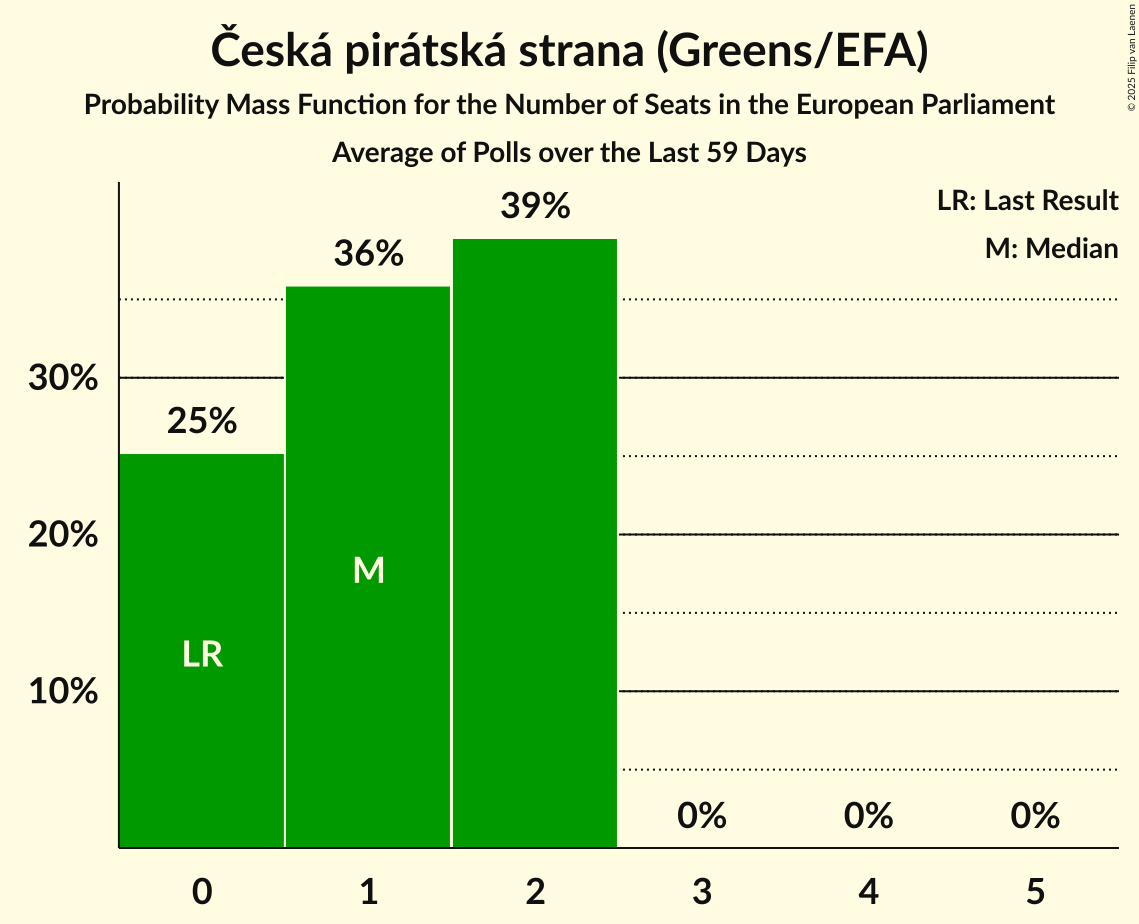 Česká pirátská strana (Greens/EFA)
Probability Mass Function for the Number of Seats in the European Parliament
Average of Polls over the Last 59 Days
© 2025 Filip van Laenen
LR: Last Result
M: Median
39%
36%
30%
25%
20%
M
LR
10%
0% 0% 0%
0 1 2 3 4 5